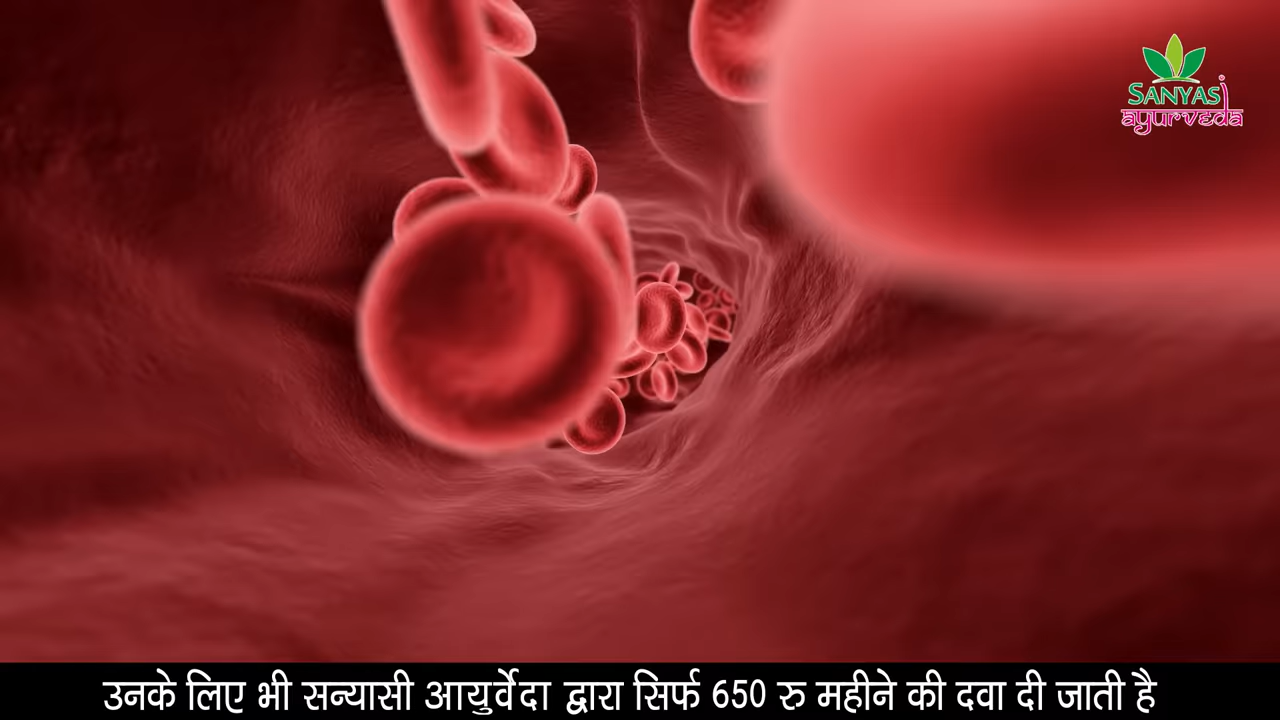 SANYASI
ayurveda
उनके लिए भी सन्यासी आयुर्वेदा द्वारा सिर्फ 650 रु महीने की दवा दी जाती है